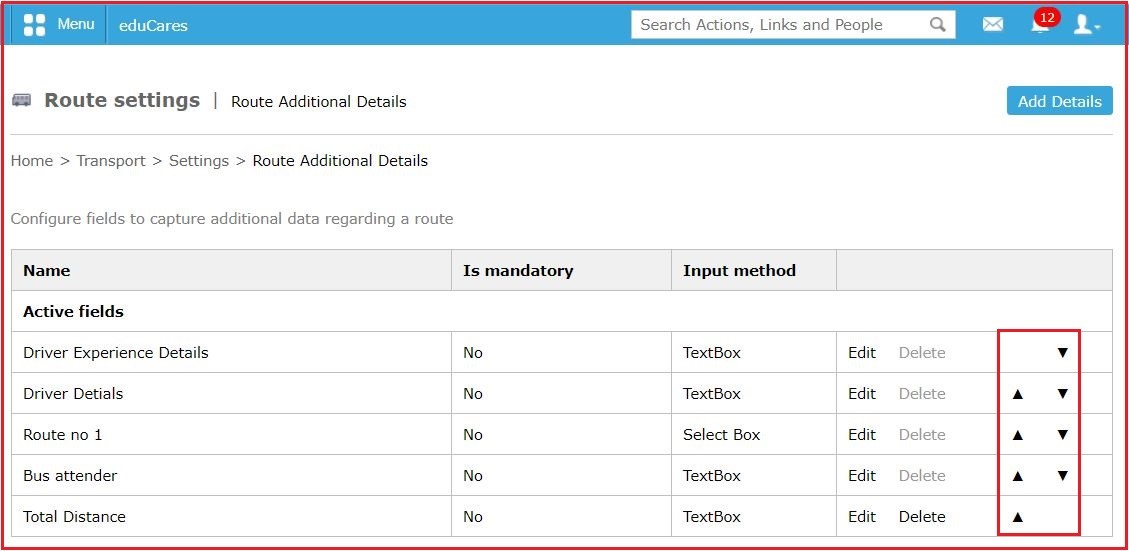 Menu eduCares Search Actions, Links and People 12
Route settings | Route Additional Details Add Details
Home > Transport > Settings > Route Additional Details
Configure fields to capture additional data regarding a route
Name Is mandatory Input method
Active fields
Driver Experience Details No TextBox Edit Delete ▼
Driver Detials No TextBox Edit Delete ▲ ▼
Route no 1 No Select Box Edit Delete ▲ ▼
Bus attender No TextBox Edit Delete ▲ ▼
Total Distance No TextBox Edit Delete ▲